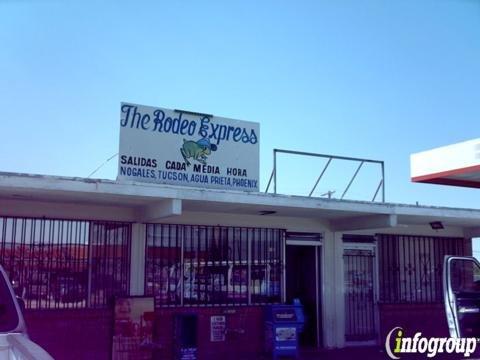 The Rodeo Express
SALIDAS CADA MEDIA HORA
NOGALES, TUCSON, AGUA PRIETA, PHOENIX
infogroup